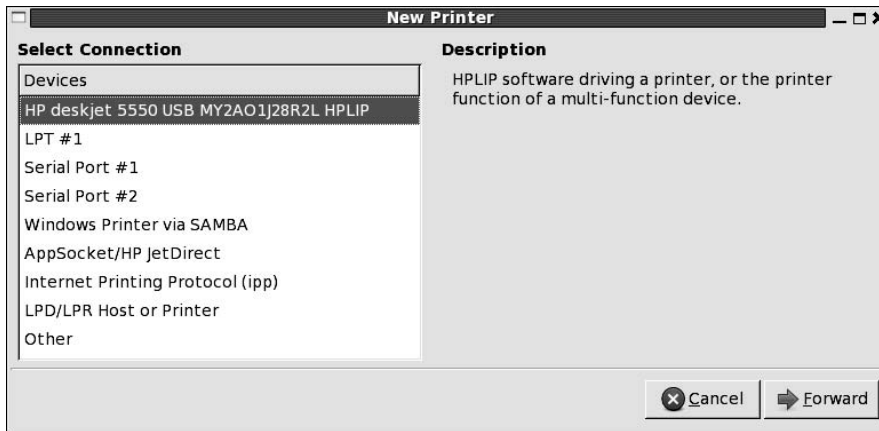 New Printer
Select Connection
Devices
HP deskjet 5550 USB MY2AO1J28R2L HPLIP
LPT #1
Serial Port #1
Serial Port #2
Windows Printer via SAMBA
AppSocket/HP JetDirect
Internet Printing Protocol (ipp)
LPD/LPR Host or Printer
Other
Description
HPLIP software driving a printer, or the printer
function of a multi-function device.
Cancel
Forward